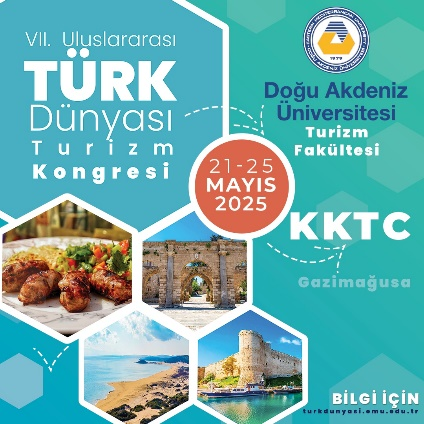 VII. Uluslararası
TÜRK
Dünyası
Turizm
Kongresi
1979
Doğu Akdeniz
Üniversitesi
Turizm
Fakültesi
21-25
MAYIS
2025
KKTC
Gazimağusa
BİLGİ İÇİN
turkdunyasi.emu.edu.tr